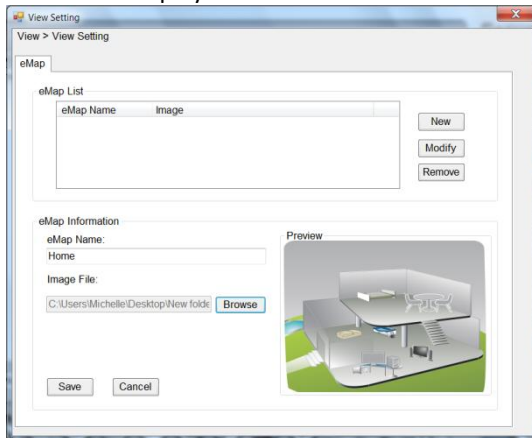 View Setting
View > View Setting
eMap
eMap List
eMap Name Image
New
Modify
Remove
eMap Information
eMap Name:
Home
Image File:
C:\Users\Michelle\Desktop\New folde Browse
Preview
Save Cancel